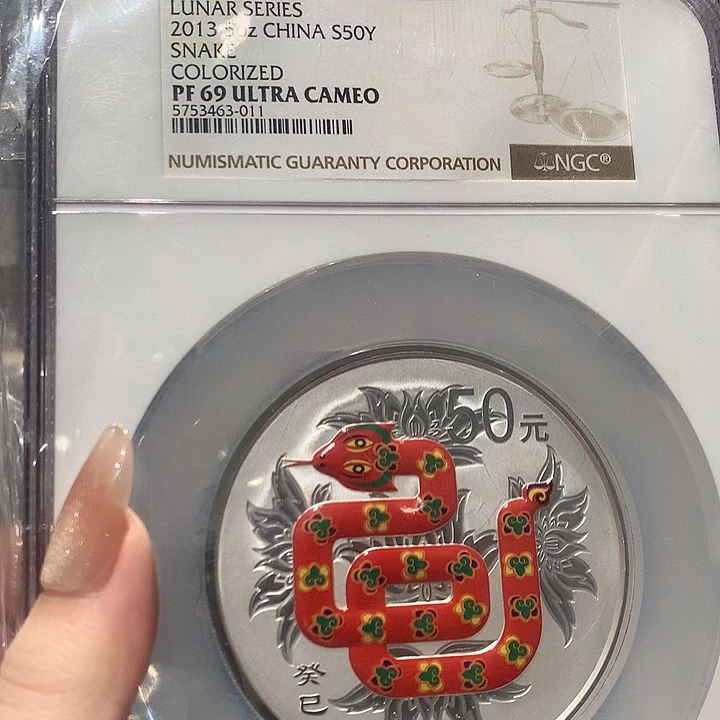 LUNAR SERIES
2013 5oz CHINA S50Y
SNAKE
COLORIZED
PF 69 ULTRA CAMEO
5753463-011
NUMISMATIC GUARANTY CORPORATION
NGC®
50元
癸
巳